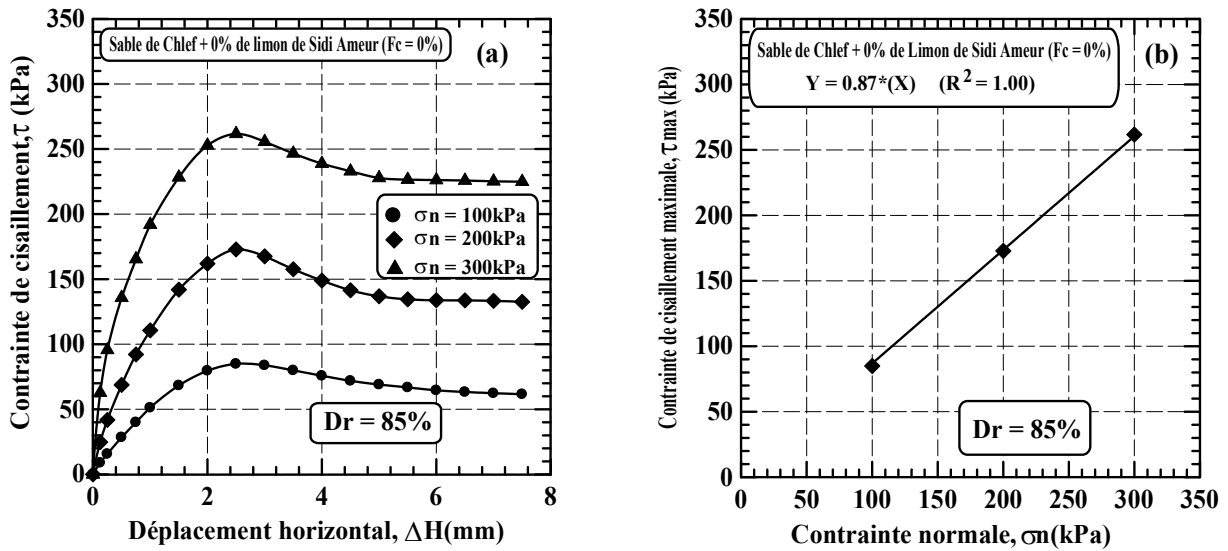 Sable de Chlef + 0% de limon de Sidi Ameur (Fc = 0%)
(a)
Contrainte de cisaillement,τ (kPa)
350
300
250
200
150
100
50
0
σn = 100kPa
σn = 200kPa
σn = 300kPa
Dr = 85%
0 2 4 6 8
Déplacement horizontal, ΔH(mm)
Sable de Chlef + 0% de Limon de Sidi Ameur (Fc = 0%)
Y = 0.87*(X) (R² = 1.00)
(b)
Contrainte de cisaillement maximale, τmax (kPa)
350
300
250
200
150
100
50
0
Dr = 85%
0 50 100 150 200 250 300 350
Contrainte normale, σn(kPa)